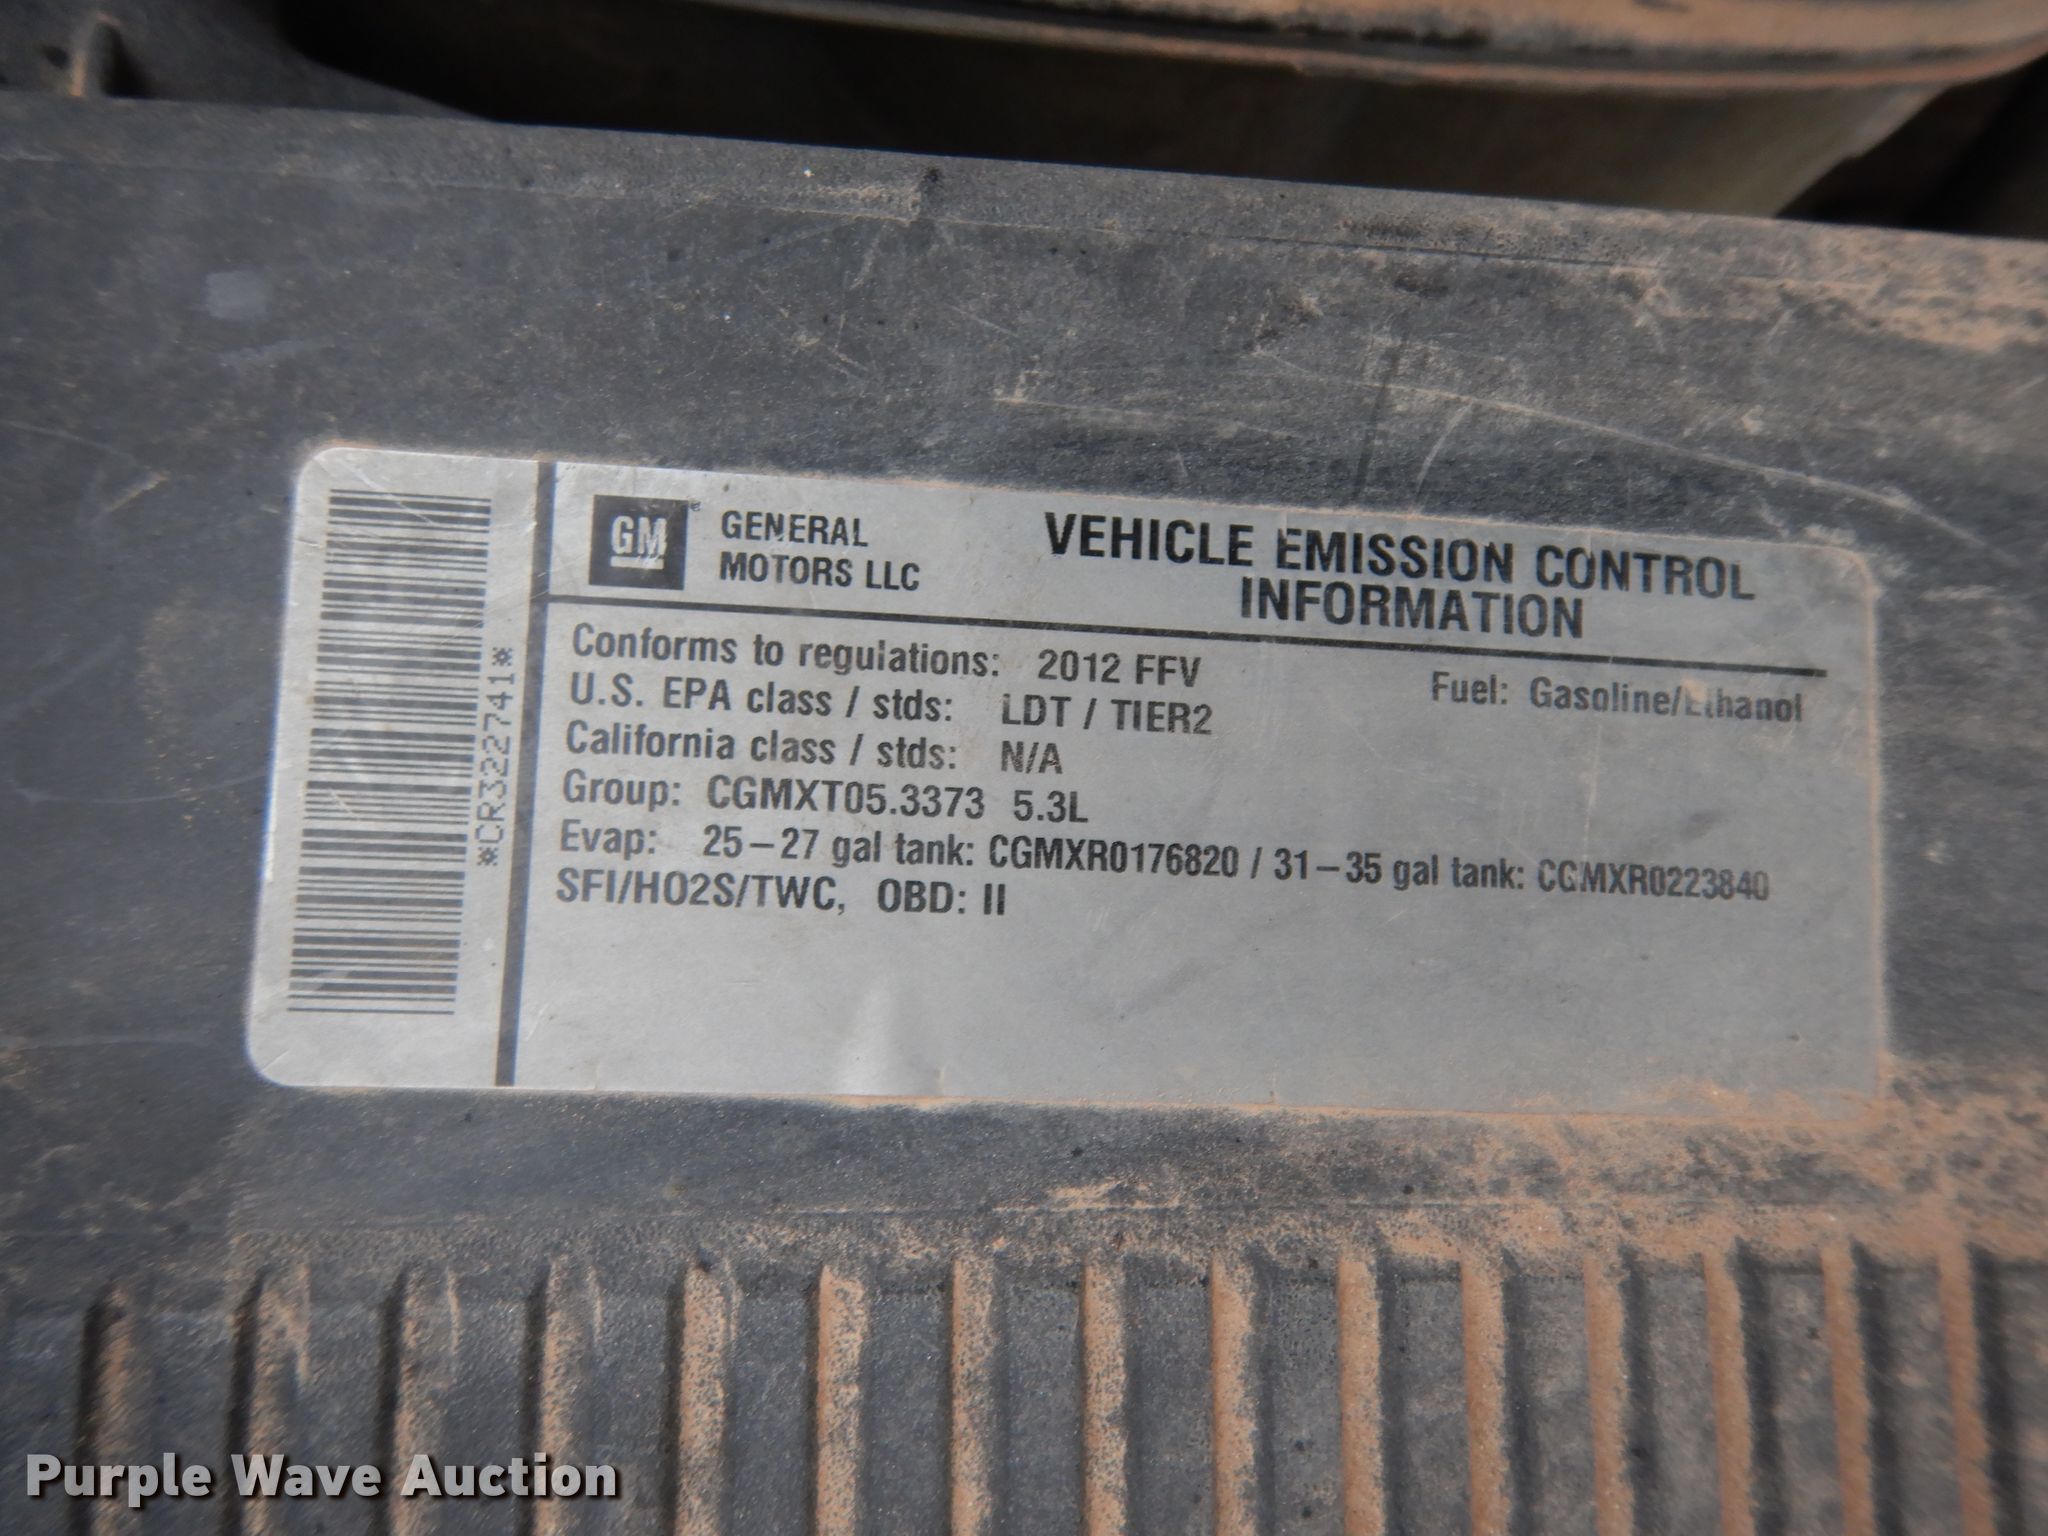 *CR322741*
GM
GENERAL
MOTORS LLC
VEHICLE EMISSION CONTROL
INFORMATION
Conforms to regulations: 2012 FFV
Fuel: Gasoline/Ethanol
U.S. EPA class / stds: LDT / TIER2
California class / stds: N/A
Group: CGMXT05.3373 5.3L
Evap: 25-27 gal tank: CGMXR0176820 / 31-35 gal tank: CGMXR0223840
SFI/HO2S/TWC, OBD: II
Purple Wave Auction